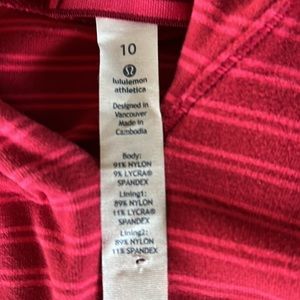 10
lululemon
athletica
Designed in
Vancouver
Made in
Cambodia
Body:
91% NYLON
9% LYCRA®
SPANDEX
Lining1:
89% NYLON
11% LYCRA®
SPANDEX
Lining2:
89% NYLON
11% SPANDEX